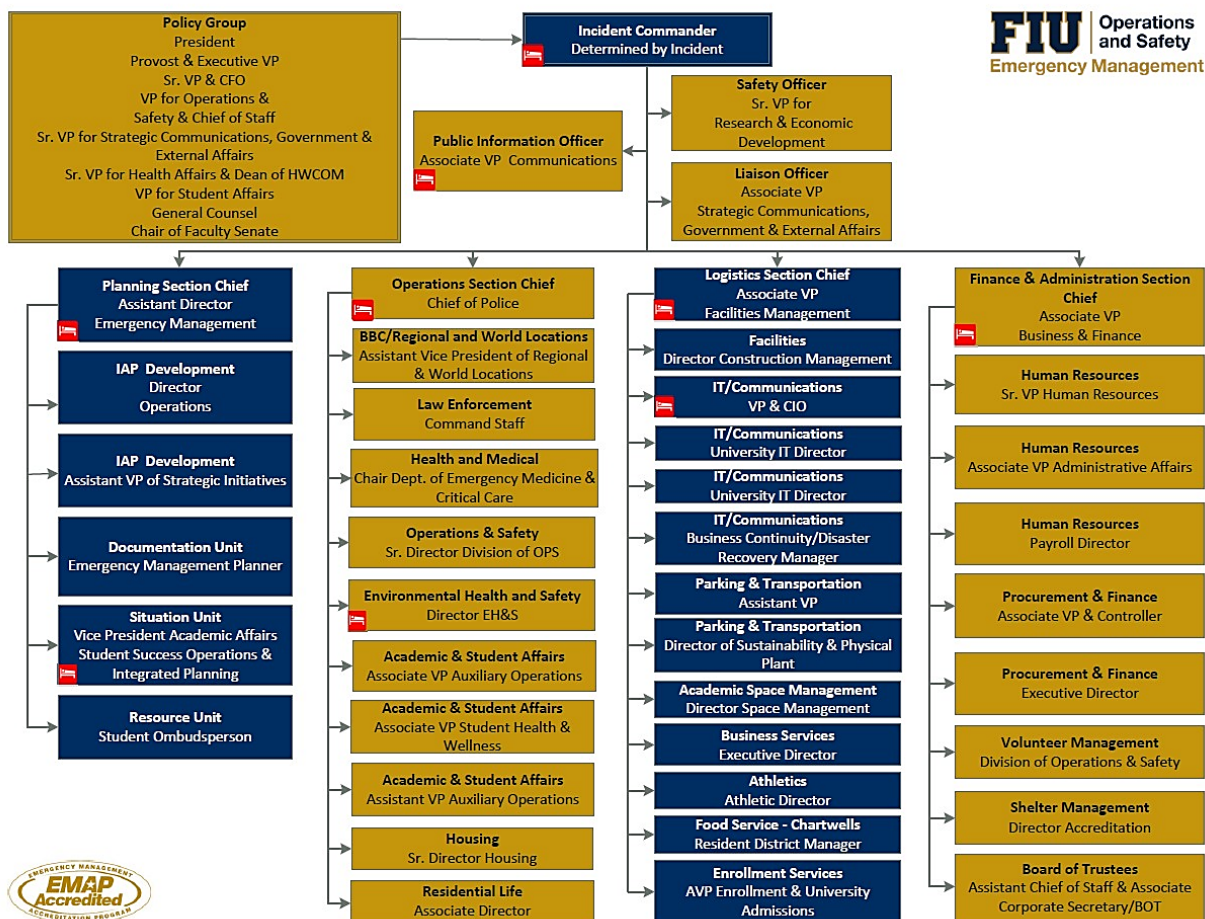 Policy Group
President
Provost & Executive VP
Sr. VP & CFO
VP for Operations &
Safety & Chief of Staff
Sr. VP for Strategic Communications, Government &
External Affairs
Sr. VP for Health Affairs & Dean of HWCOM
VP for Student Affairs
General Counsel
Chair of Faculty Senate
Incident Commander
Determined by Incident
FIU
Operations
and Safety
Emergency Management
Safety Officer
Sr. VP for
Research & Economic
Development
Public Information Officer
Associate VP Communications
Liaison Officer
Associate VP
Strategic Communications,
Government & External Affairs
Planning Section Chief
Assistant Director
Emergency Management
IAP Development
Director
Operations
IAP Development
Assistant VP of Strategic Initiatives
Documentation Unit
Emergency Management Planner
Situation Unit
Vice President Academic Affairs
Student Success Operations &
Integrated Planning
Resource Unit
Student Ombudsperson
Operations Section Chief
Chief of Police
BBC/Regional and World Locations
Assistant Vice President of Regional
& World Locations
Law Enforcement
Command Staff
Health and Medical
Chair Dept. of Emergency Medicine &
Critical Care
Operations & Safety
Sr. Director Division of OPS
Environmental Health and Safety
Director EH&S
Academic & Student Affairs
Associate VP Auxiliary Operations
Academic & Student Affairs
Associate VP Student Health &
Wellness
Academic & Student Affairs
Assistant VP Auxiliary Operations
Housing
Sr. Director Housing
Residential Life
Associate Director
Logistics Section Chief
Associate VP
Facilities Management
Facilities
Director Construction Management
IT/Communications
VP & CIO
IT/Communications
University IT Director
IT/Communications
University IT Director
IT/Communications
Business Continuity/Disaster
Recovery Manager
Parking & Transportation
Assistant VP
Parking & Transportation
Director of Sustainability & Physical
Plant
Academic Space Management
Director Space Management
Business Services
Executive Director
Athletics
Athletic Director
Food Service - Chartwells
Resident District Manager
Enrollment Services
AVP Enrollment & University
Admissions
Finance & Administration Section
Chief
Associate VP
Business & Finance
Human Resources
Sr. VP Human Resources
Human Resources
Associate VP Administrative Affairs
Human Resources
Payroll Director
Procurement & Finance
Associate VP & Controller
Procurement & Finance
Executive Director
Volunteer Management
Division of Operations & Safety
Shelter Management
Director Accreditation
Board of Trustees
Assistant Chief of Staff & Associate
Corporate Secretary/BOT
EMERGENCY MANAGEMENT
EMAP
Accredited
ACCREDITATION PROGRAM